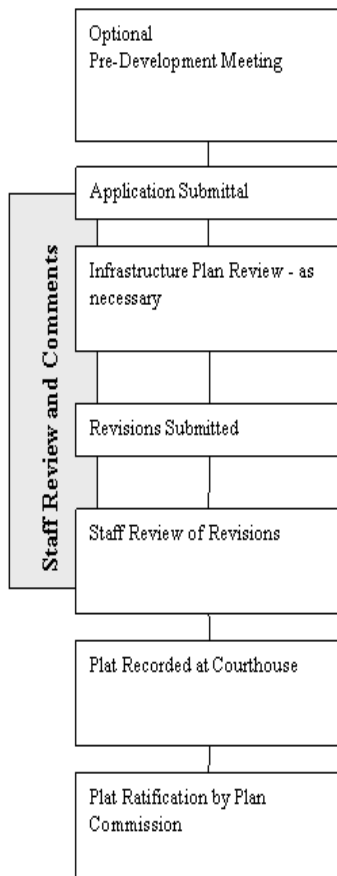 Optional
Pre-Development Meeting
Application Submittal
Staff Review and Comments
Infrastructure Plan Review - as
necessary
Revisions Submitted
Staff Review of Revisions
Plat Recorded at Courthouse
Plat Ratification by Plan
Commission